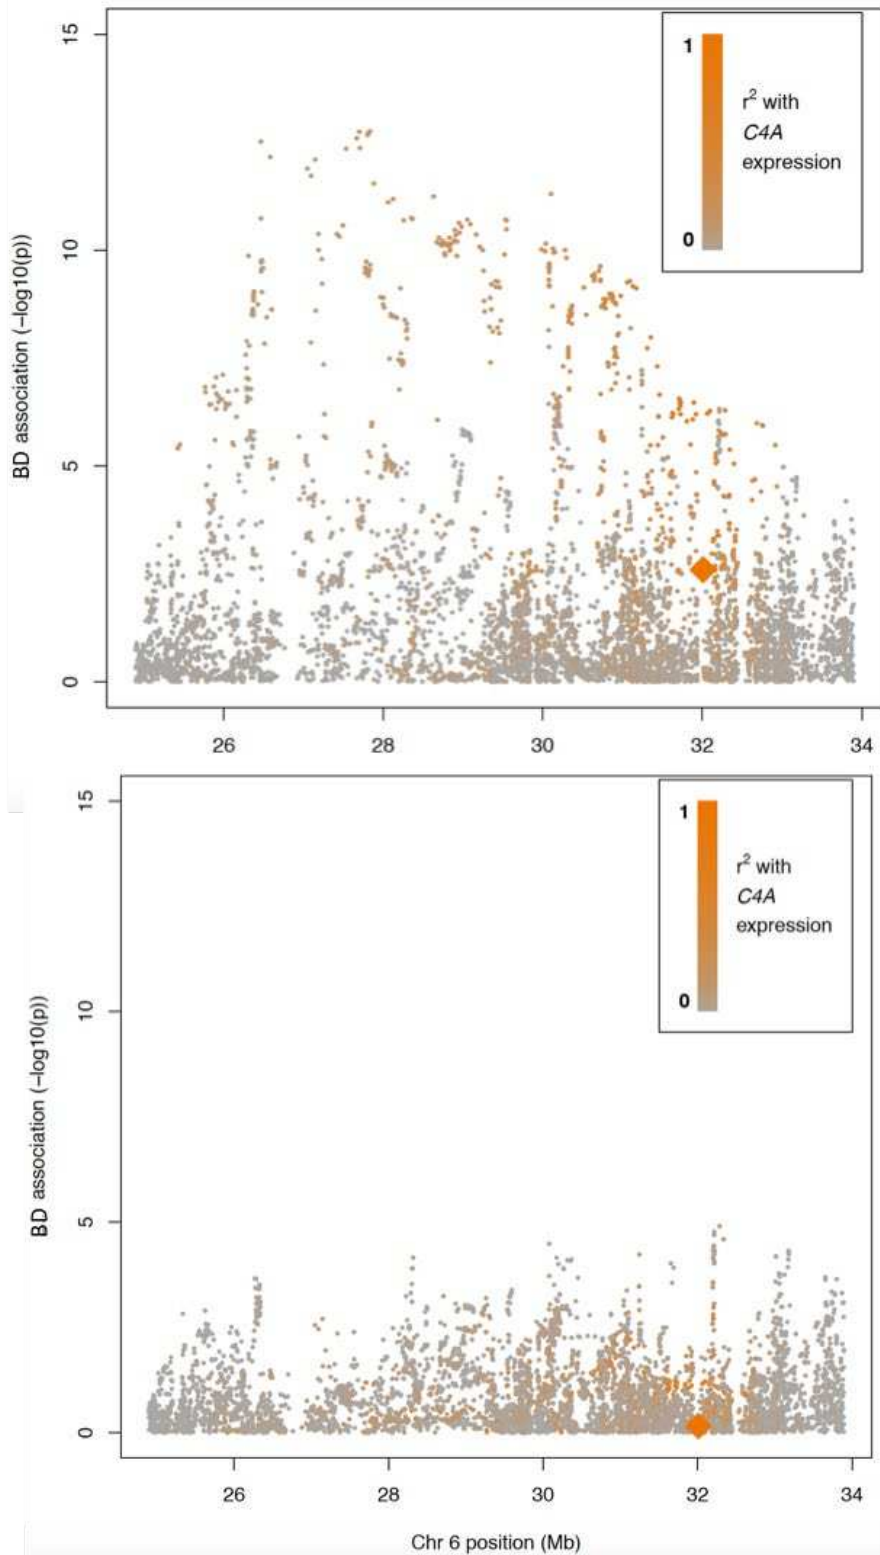 15
10
5
0
BD association (−log10(p))
1
0
r² with
C4A
expression
26 28 30 32 34
15
10
5
0
BD association (−log10(p))
1
0
r² with
C4A
expression
26 28 30 32 34
Chr 6 position (Mb)